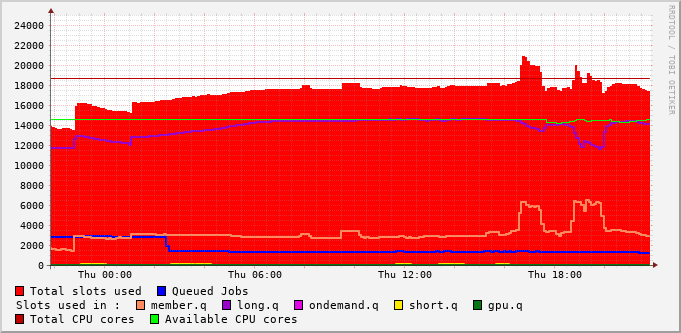 24000
22000
20000
18000
16000
14000
12000
10000
8000
6000
4000
2000
0
Thu 00:00 Thu 06:00 Thu 12:00 Thu 18:00
RRDTOOL / TOBI OETIKER
Total slots used Queued Jobs
Slots used in : member.q long.q ondemand.q short.q gpu.q
Total CPU cores Available CPU cores